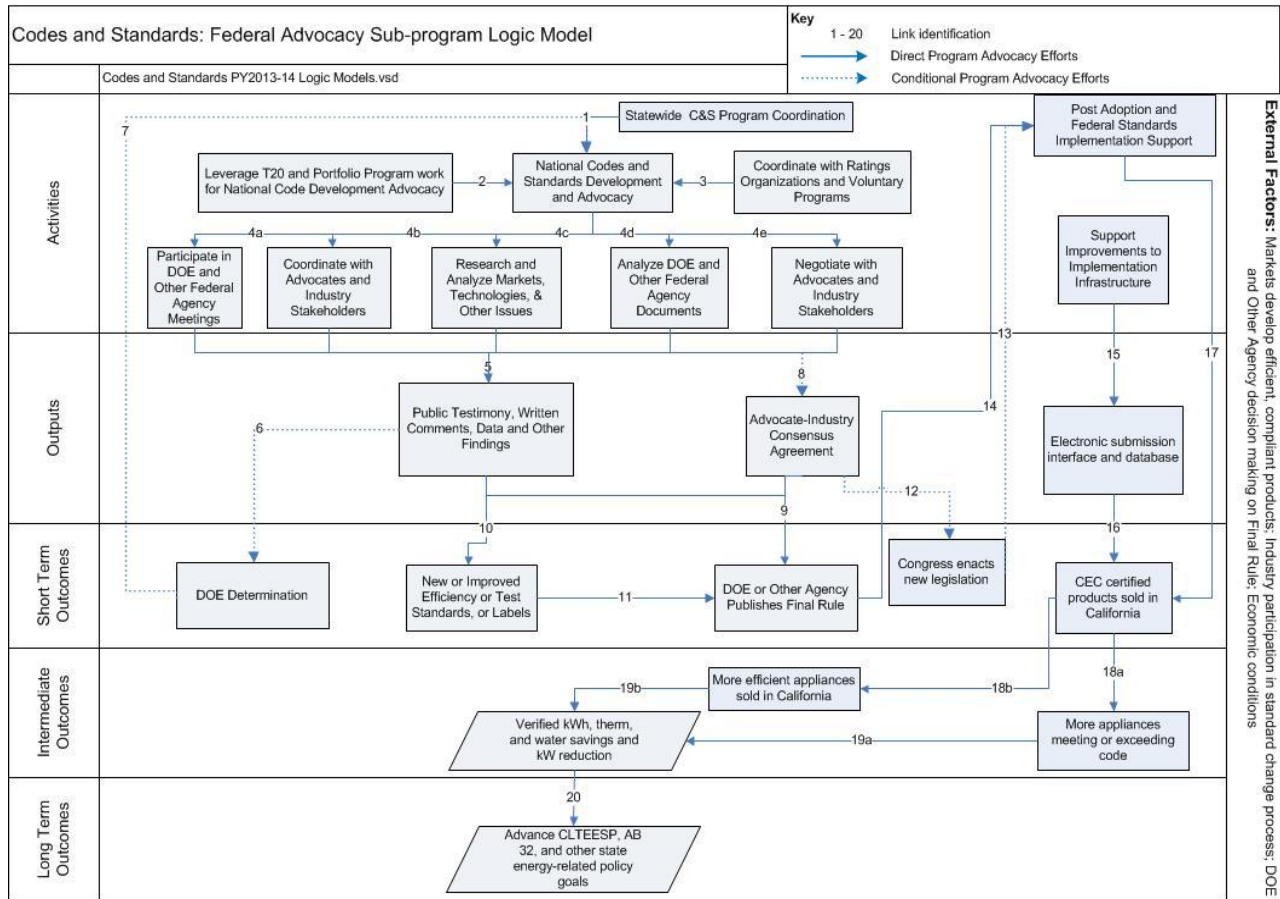 Codes and Standards: Federal Advocacy Sub-program Logic Model
Codes and Standards PY2013-14 Logic Models.vsd
Key
1 - 20 Link identification
Direct Program Advocacy Efforts
Conditional Program Advocacy Efforts
Activities
7
1
Statewide C&S Program Coordination
Leverage T20 and Portfolio Program work
for National Code Development Advocacy
2
National Codes and
Standards Development
and Advocacy
3
Coordinate with Ratings
Organizations and Voluntary
Programs
Post Adoption and
Federal Standards
Implementation Support
4a
4b
4c
4d
4e
Participate in
DOE and
Other Federal
Agency
Meetings
Coordinate with
Advocates and
Industry
Stakeholders
Research and
Analyze Markets,
Technologies, &
Other Issues
Analyze DOE and
Other Federal
Agency
Documents
Negotiate with
Advocates and
Industry
Stakeholders
Support
Improvements to
Implementation
Infrastructure
13
Outputs
5
8
15
17
Public Testimony, Written
Comments, Data and Other
Findings
6
Advocate-Industry
Consensus
Agreement
14
Electronic submission
interface and database
12
9
10
16
Short Term
Outcomes
DOE Determination
New or Improved
Efficiency or Test
Standards, or Labels
11
DOE or Other Agency
Publishes Final Rule
Congress enacts
new legislation
CEC certified
products sold in
California
Intermediate
Outcomes
18a
18b
More efficient appliances
sold in California
19b
Verified kWh, therm,
and water savings and
kW reduction
19a
More appliances
meeting or exceeding
code
Long Term
Outcomes
20
Advance CLTEESP, AB
32, and other state
energy-related policy
goals
External Factors: Markets develop efficient, compliant products; Industry participation in standard change process; DOE
and Other Agency decision making on Final Rule; Economic conditions